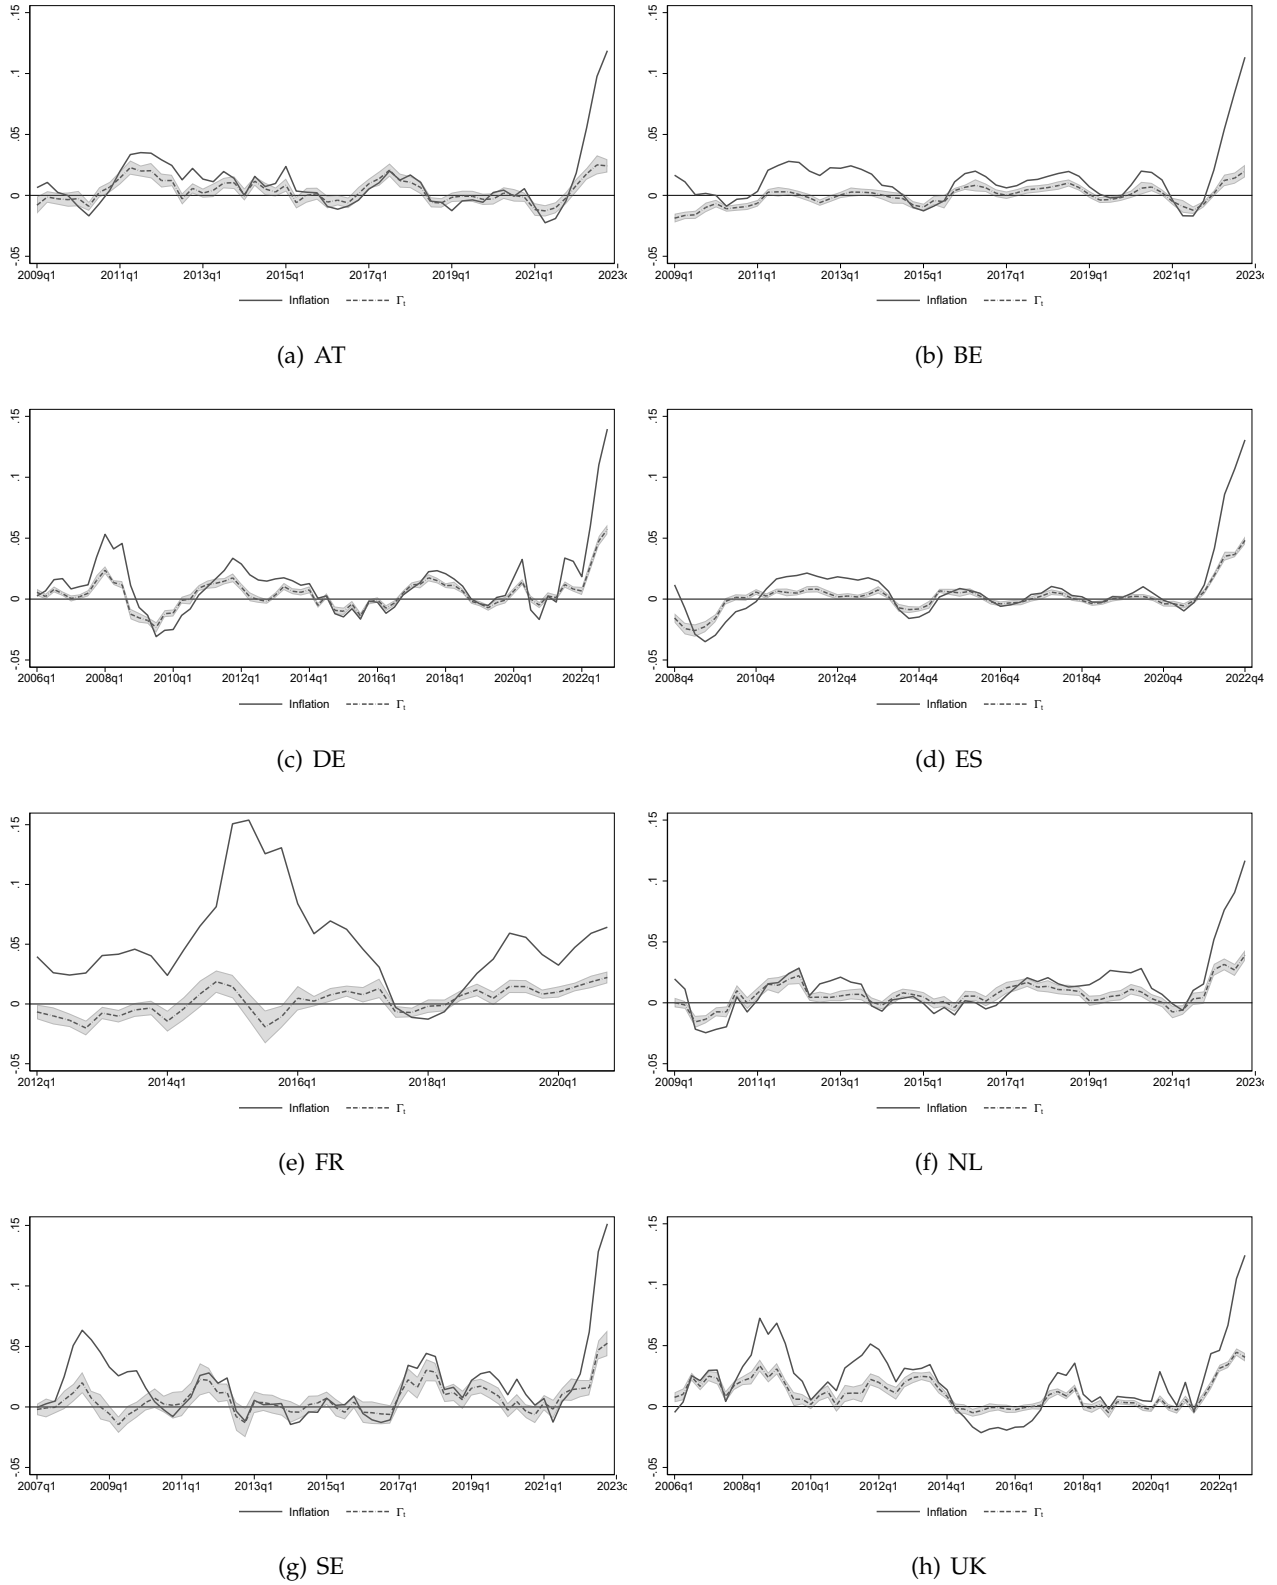 .15 .1 .05 0 -.05
2009q1 2011q1 2013q1 2015q1 2017q1 2019q1 2021q1 2023c
Inflation Γt
(a) AT
.15 .1 .05 0 -.05
2009q1 2011q1 2013q1 2015q1 2017q1 2019q1 2021q1 2023c
Inflation Γt
(b) BE
.15 .1 .05 0 -.05
2006q1 2008q1 2010q1 2012q1 2014q1 2016q1 2018q1 2020q1 2022q1
Inflation Γt
(c) DE
.15 .1 .05 0 -.05
2008q4 2010q4 2012q4 2014q4 2016q4 2018q4 2020q4 2022q4
Inflation Γt
(d) ES
.15 .1 .05 0 -.05
2012q1 2014q1 2016q1 2018q1 2020q1
Inflation Γt
(e) FR
.15 .1 .05 0 -.05
2009q1 2011q1 2013q1 2015q1 2017q1 2019q1 2021q1 2023c
Inflation Γt
(f) NL
.15 .1 .05 0 -.05
2007q1 2009q1 2011q1 2013q1 2015q1 2017q1 2019q1 2021q1 2023c
Inflation Γt
(g) SE
.15 .1 .05 0 -.05
2006q1 2008q1 2010q1 2012q1 2014q1 2016q1 2018q1 2020q1 2022q1
Inflation Γt
(h) UK